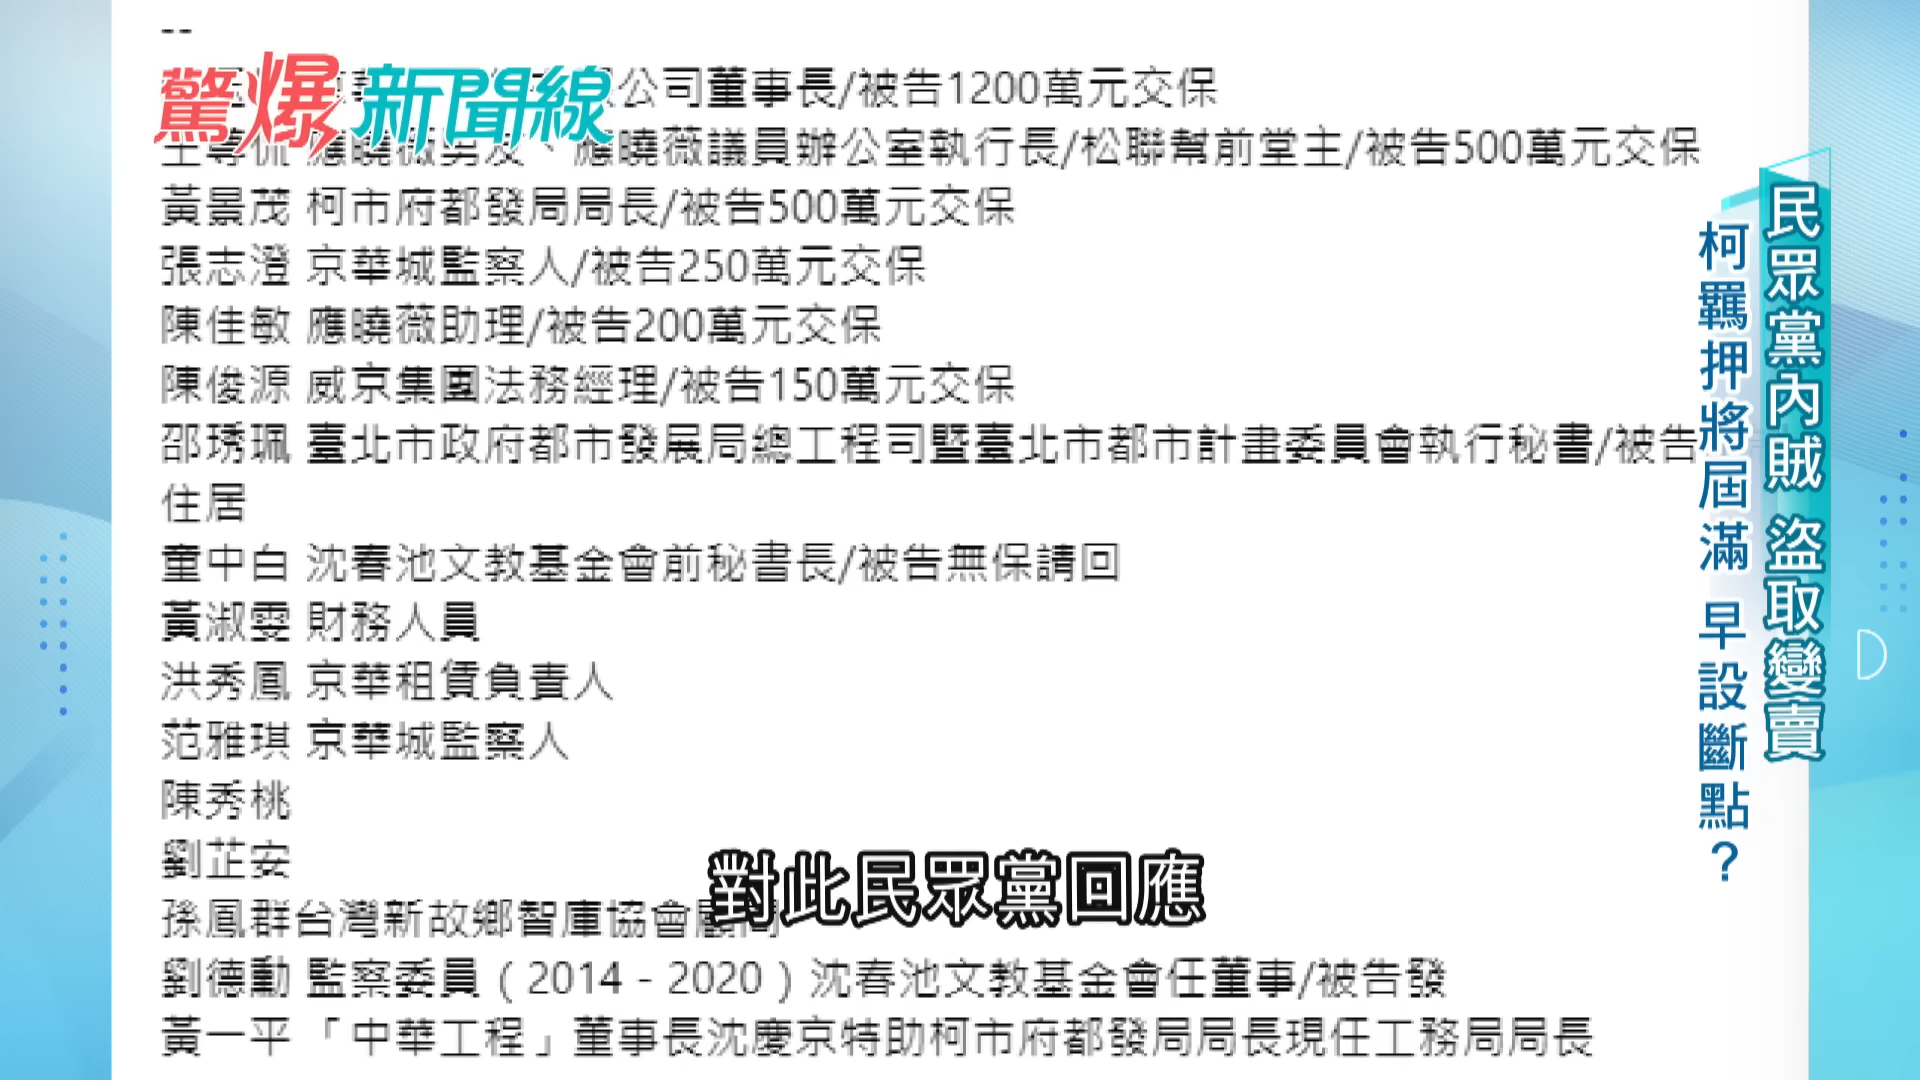 --
驚爆新聞線
公司董事長/被告1200萬元交保
王尊侃 應曉薇男友、應曉薇議員辦公室執行長/松聯幫前堂主/被告500萬元交保
黃景茂 柯市府都發局局長/被告500萬元交保
張志澄 京華城監察人/被告250萬元交保
陳佳敏 應曉薇助理/被告200萬元交保
陳俊源 威京集團法務經理/被告150萬元交保
邵琇珮 臺北市政府都市發展局總工程司暨臺北市都市計畫委員會執行秘書/被告
住居
童中白 沈春池文教基金會前秘書長/被告無保請回
黃淑雯 財務人員
洪秀鳳 京華租賃負責人
范雅琪 京華城監察人
陳秀桃
劉芷安
孫鳳群台灣新故鄉智庫協會顧問
劉德勳 監察委員（2014 - 2020）沈春池文教基金會任董事/被告發
黃一平 「中華工程」董事長沈慶京特助柯市府都發局局長現任工務局局長
對此民眾黨回應
民眾黨內賊 盜取變賣
柯羈押將屆滿 早設斷點？